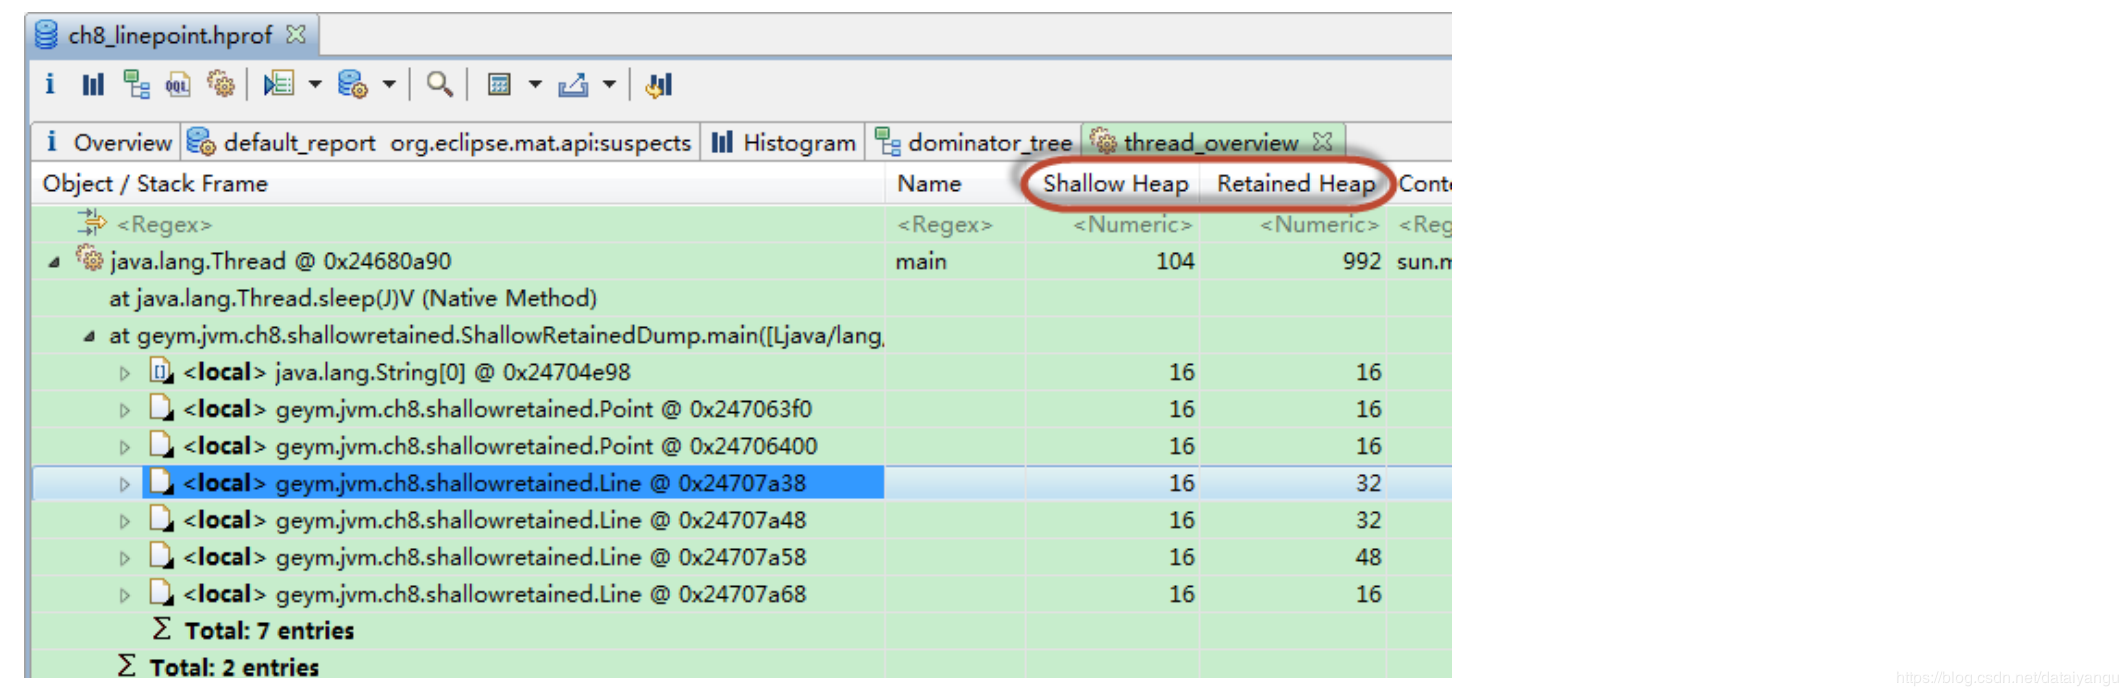 ch8_linepoint.hprof
i OQL
i Overview default_report org.eclipse.mat.api:suspects Histogram dominator_tree thread_overview
Object / Stack Frame Name Shallow Heap Retained Heap Conte
<Regex> <Regex> <Numeric> <Numeric> <Reg
java.lang.Thread @ 0x24680a90 main 104 992 sun.m
at java.lang.Thread.sleep(J)V (Native Method)
at geym.jvm.ch8.shallowretained.ShallowRetainedDump.main([Ljava/lang,
<local> java.lang.String[0] @ 0x24704e98 16 16
<local> geym.jvm.ch8.shallowretained.Point @ 0x247063f0 16 16
<local> geym.jvm.ch8.shallowretained.Point @ 0x24706400 16 16
<local> geym.jvm.ch8.shallowretained.Line @ 0x24707a38 16 32
<local> geym.jvm.ch8.shallowretained.Line @ 0x24707a48 16 32
<local> geym.jvm.ch8.shallowretained.Line @ 0x24707a58 16 48
<local> geym.jvm.ch8.shallowretained.Line @ 0x24707a68 16 16
Σ Total: 7 entries
Σ Total: 2 entries
https://blog.csdn.net/dataiyangu